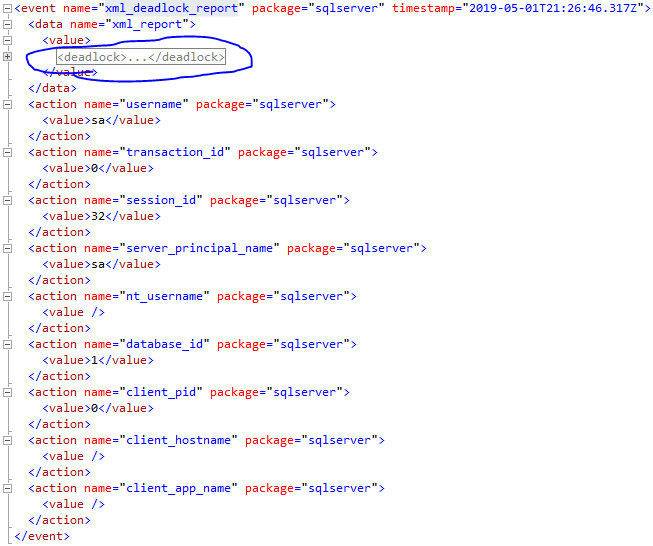 <event name="xml_deadlock_report" package="sqlserver" timestamp="2019-05-01T21:26:46.317Z">
<data name="xml_report">
<value>
<deadlock>...</deadlock>
</value>
</data>
<action name="username" package="sqlserver">
<value>sa</value>
</action>
<action name="transaction_id" package="sqlserver">
<value>0</value>
</action>
<action name="session_id" package="sqlserver">
<value>32</value>
</action>
<action name="server_principal_name" package="sqlserver">
<value>sa</value>
</action>
<action name="nt_username" package="sqlserver">
<value />
</action>
<action name="database_id" package="sqlserver">
<value>1</value>
</action>
<action name="client_pid" package="sqlserver">
<value>0</value>
</action>
<action name="client_hostname" package="sqlserver">
<value />
</action>
<action name="client_app_name" package="sqlserver">
<value />
</action>
</event>